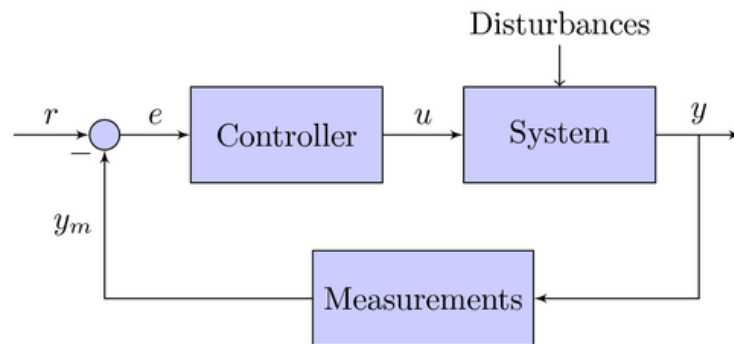 Disturbances
r
e
Controller
u
System
y
−
y_m
Measurements